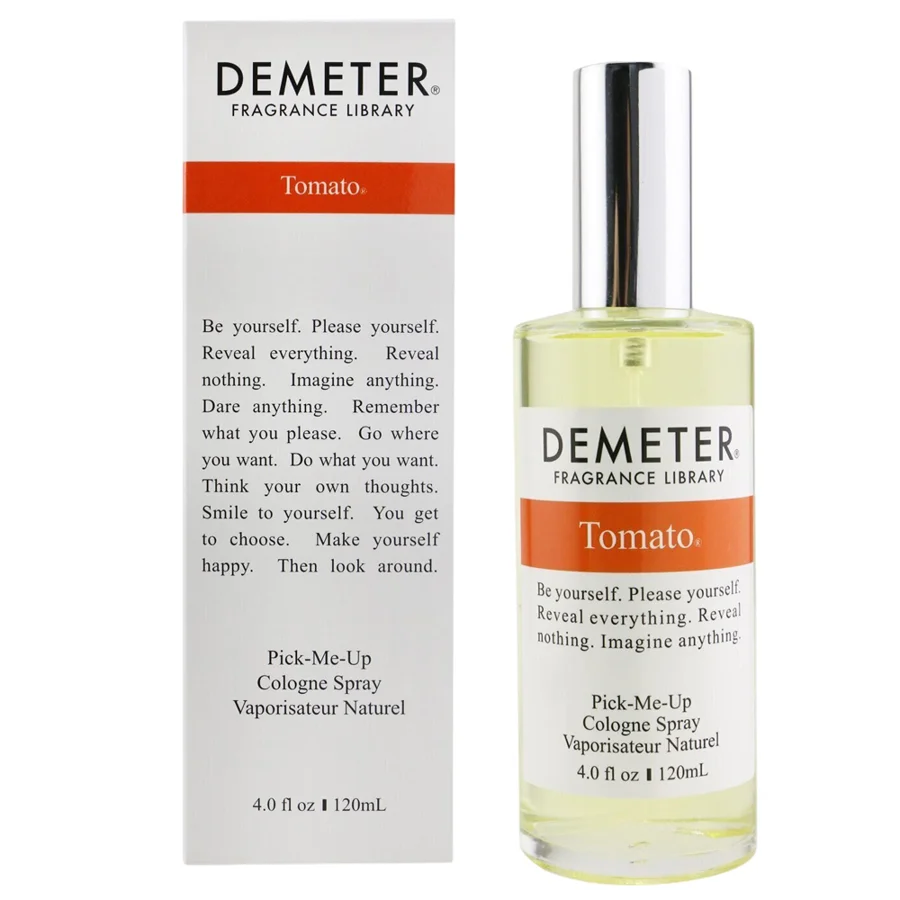 DEMETER®
FRAGRANCE LIBRARY
Tomato®
Be yourself. Please yourself.
Reveal everything. Reveal
nothing. Imagine anything.
Dare anything. Remember
what you please. Go where
you want. Do what you want.
Think your own thoughts.
Smile to yourself. You get
to choose. Make yourself
happy. Then look around.
Pick-Me-Up
Cologne Spray
Vaporisateur Naturel
4.0 fl oz ▮ 120mL
DEMETER®
FRAGRANCE LIBRARY
Tomato®
Be yourself. Please yourself.
Reveal everything. Reveal
nothing. Imagine anything.
Pick-Me-Up
Cologne Spray
Vaporisateur Naturel
4.0 fl oz ▮ 120mL